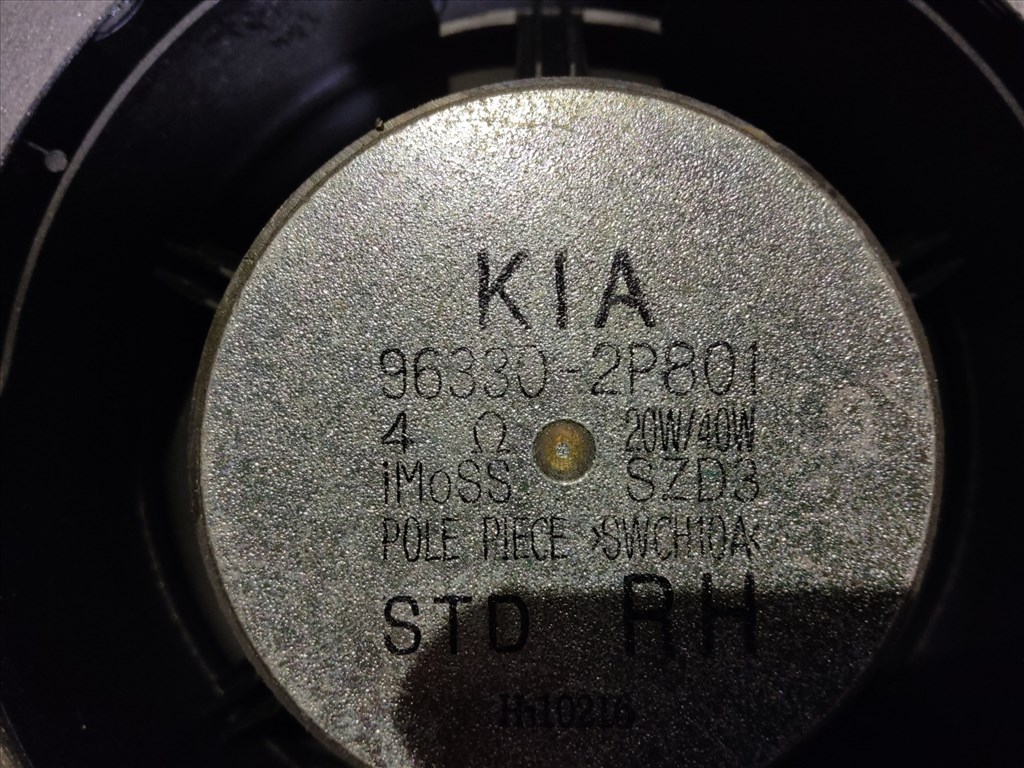 KIA
96330-2P801
4 Ω 20W/40W
iMoSS SZD3
POLE PIECE >SWCH10A<
STD RH